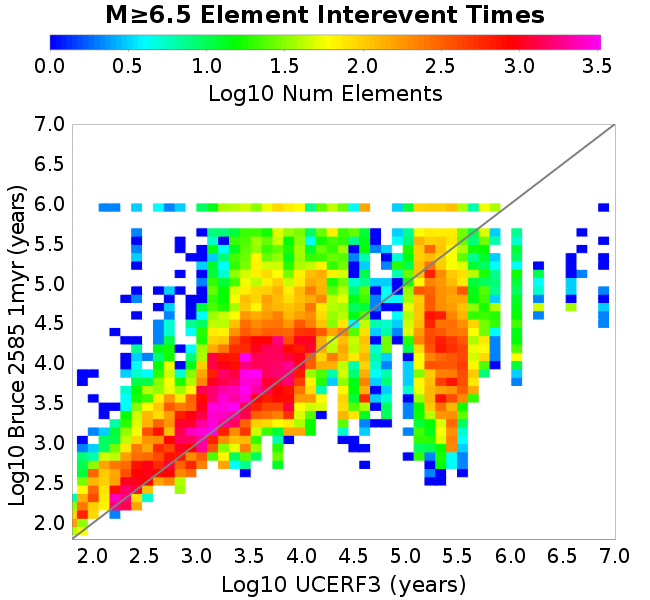 M≥6.5 Element Interevent Times
0.0 0.5 1.0 1.5 2.0 2.5 3.0 3.5
Log10 Num Elements
Log10 Bruce 2585 1myr (years)
7.0
6.5
6.0
5.5
5.0
4.5
4.0
3.5
3.0
2.5
2.0
2.0 2.5 3.0 3.5 4.0 4.5 5.0 5.5 6.0 6.5 7.0
Log10 UCERF3 (years)